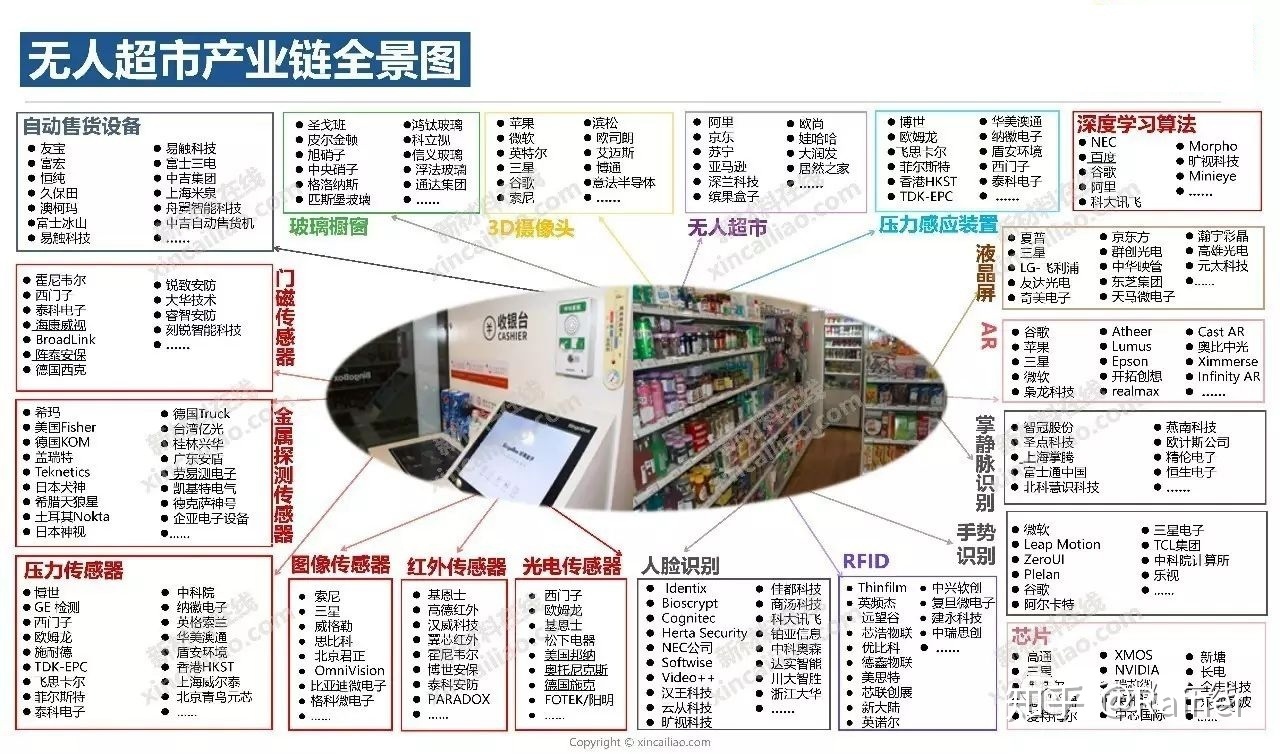 无人超市产业链全景图
自动售货设备
友宝
富宏
恒纯
久保田
澳柯玛
富士冰山
易触科技
易触科技
富士三电
中吉集团
上海米泉
舟翼智能科技
中吉自动售货机
......
圣戈班
皮尔金顿
旭硝子
中央硝子
格洛纳斯
匹斯堡玻璃
鸿钛玻璃
科立视
信义玻璃
浮法玻璃
通达集团
......
玻璃橱窗
苹果
微软
英特尔
三星
谷歌
索尼
滨松
欧司朗
艾迈斯
博通
意法半导体
......
3D摄像头
阿里
京东
苏宁
亚马逊
深兰科技
缤果盒子
欧尚
娃哈哈
大润发
居然之家
......
无人超市
博世
欧姆龙
飞思卡尔
菲尔斯特
香港HKST
TDK-EPC
华美澳通
纳微电子
盾安环境
西门子
泰科电子
......
压力感应装置
深度学习算法
NEC
百度
谷歌
阿里
科大讯飞
Morpho
旷视科技
Minieye
......
液晶屏
夏普
三星
LG-飞利浦
友达光电
奇美电子
京东方
群创光电
中华映管
东芝集团
天马微电子
瀚宁彩晶
高雄光电
元太科技
......
AR
谷歌
苹果
三星
微软
枭龙科技
Atheer
Lumus
Epson
开拓创想
realmax
Cast AR
奥比中光
Ximmerse
Infinity AR
......
掌静脉识别
智冠股份
圣点科技
上海掌腾
富士通中国
北科慧识科技
燕南科技
欧计斯公司
精伦电子
恒生电子
......
手势识别
微软
Leap Motion
ZeroUI
Plelan
谷歌
阿尔卡特
三星电子
TCL集团
中科院计算所
乐视
......
芯片
高通
三星
XMOS
NVIDIA
中芯国际
新塘
长电
......
门磁传感器
霍尼韦尔
西门子
泰科电子
海康威视
BroadLink
阵泰安保
德国西克
锐致安防
大华技术
睿智安防
刻锐智能科技
......
金属探测传感器
希玛
美国Fisher
德国KOM
盖瑞特
Teknetics
日本犬神
希腊天狼星
土耳其Nokta
日本神视
德国Truck
台湾亿光
桂林兴华
广东安盾
劳易测电子
凯基特电气
德克萨神号
企亚电子设备
......
压力传感器
博世
GE 检测
西门子
欧姆龙
施耐德
TDK-EPC
飞思卡尔
菲尔斯特
泰科电子
中科院
纳微电子
英格索兰
华美澳通
盾安环境
香港HKST
上海威尔泰
北京青鸟元芯
......
图像传感器
索尼
三星
威格勒
思比科
北京君正
OmniVision
比亚迪微电子
格科微电子
......
红外传感器
基恩士
高德红外
汉威科技
翼芯红外
霍尼韦尔
博世安保
泰科安防
PARADOX
......
光电传感器
西门子
欧姆龙
基恩士
松下电器
美国邦纳
奥托尼克斯
德国施克
FOTEK/阳明
......
人脸识别
Identix
Bioscrypt
Cognitec
Herta Security
NEC公司
Softwise
Video++
汉王科技
云从科技
旷视科技
佳都科技
商汤科技
科大讯飞
铂亚信息
中科奥森
达实智能
川大智胜
浙江大华
......
RFID
Thinfilm
英频杰
远望谷
芯浩物联
优比科
德鑫物联
美思特
芯联创展
新大陆
英诺尔
中兴软创
复旦微电子
建水科技
中瑞思创
......
收银台
CASHIER
BingoBox
新材料在线
xincailiao.com
知乎 @Rainer
Copyright © xincailiao.com